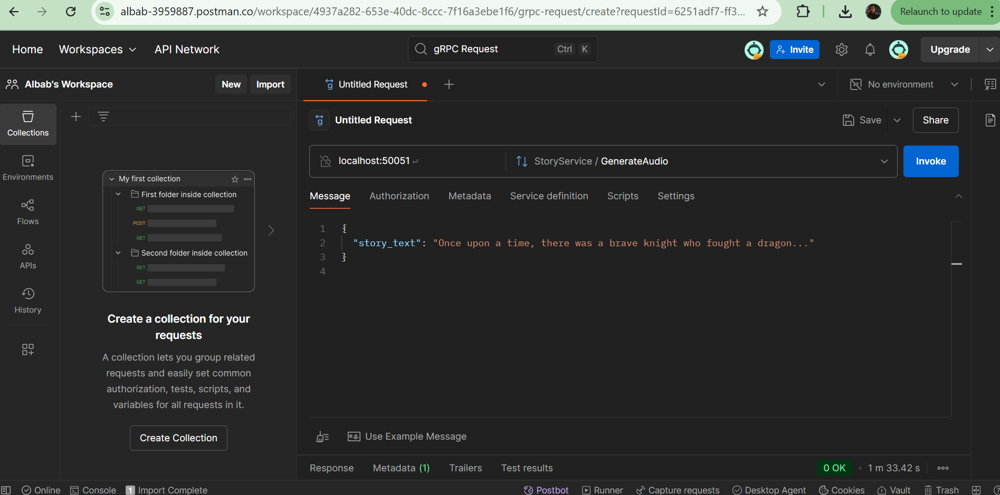 albab-3959887.postman.co/workspace/4937a282-653e-40dc-8ccc-7f16a3ebe1f6/grpc-request/create?requestId=6251adf7-ff3...
Relaunch to update
Home
Workspaces
API Network
gRPC Request
Ctrl K
Invite
Upgrade
Albab's Workspace
New
Import
g Untitled Request
No environment
Collections
Environments
Flows
APIs
History
My first collection
First folder inside collection
GET
POST
GET
Second folder inside collection
GET
GET
Create a collection for your
requests
A collection lets you group related
requests and easily set common
authorization, tests, scripts, and
variables for all requests in it.
Create Collection
g Untitled Request
Save
Share
localhost:50051
StoryService / GenerateAudio
Invoke
Message
Authorization
Metadata
Service definition
Scripts
Settings
1 {
2 "story_text": "Once upon a time, there was a brave knight who fought a dragon..."
3 }
4
e.g. Use Example Message
Response
Metadata (1)
Trailers
Test results
0 OK
1 m 33.42 s
Online
Console
1 Import Complete
Postbot
Runner
Capture requests
Desktop Agent
Cookies
Vault
Trash